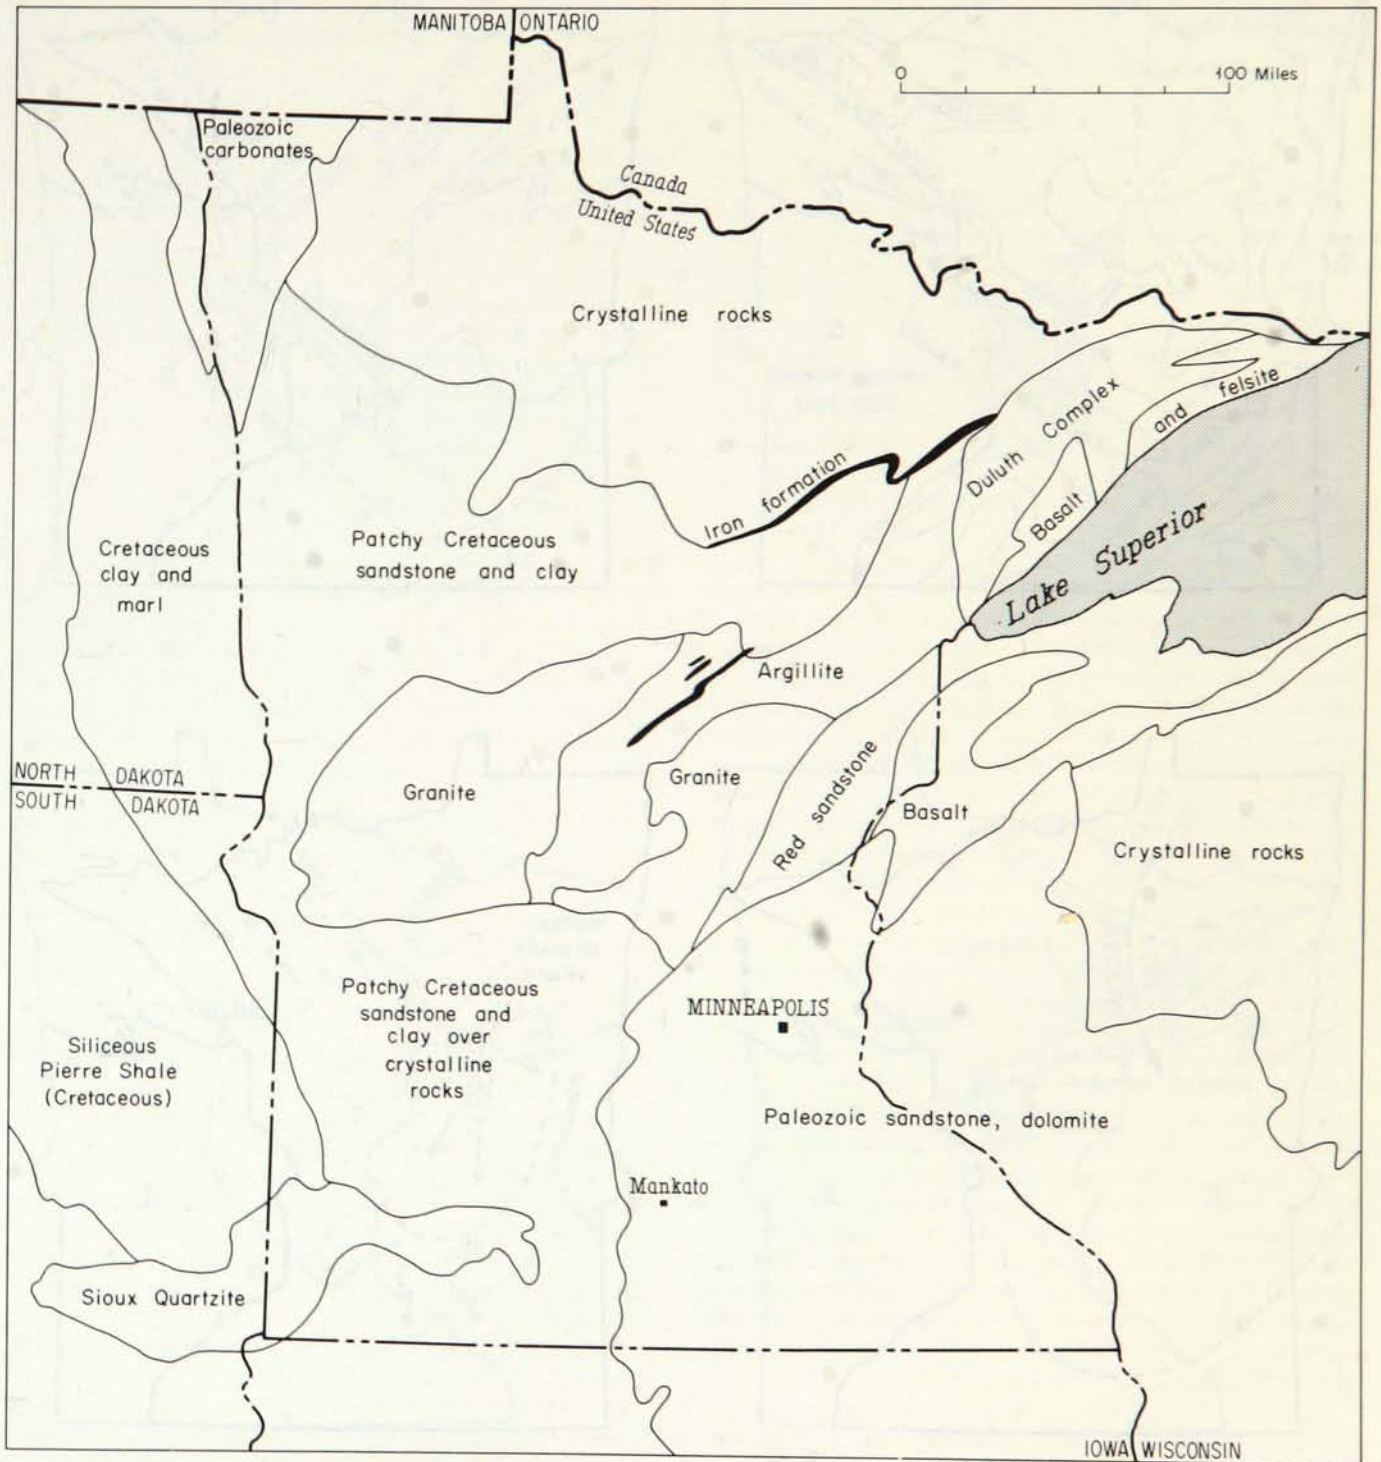 MANITOBA ONTARIO
0 100 Miles
Paleozoic
carbonates
Canada
United States
Crystalline rocks
Duluth Complex
Basalt and felsite
Iron formation
Lake Superior
Cretaceous
clay and
marl
Patchy Cretaceous
sandstone and clay
Argillite
NORTH DAKOTA
SOUTH DAKOTA
Granite
Granite
Red sandstone
Basalt
Crystalline rocks
Patchy Cretaceous
sandstone and
clay over
crystalline
rocks
MINNEAPOLIS
Siliceous
Pierre Shale
(Cretaceous)
Paleozoic sandstone, dolomite
Mankato
Sioux Quartzite
IOWA WISCONSIN